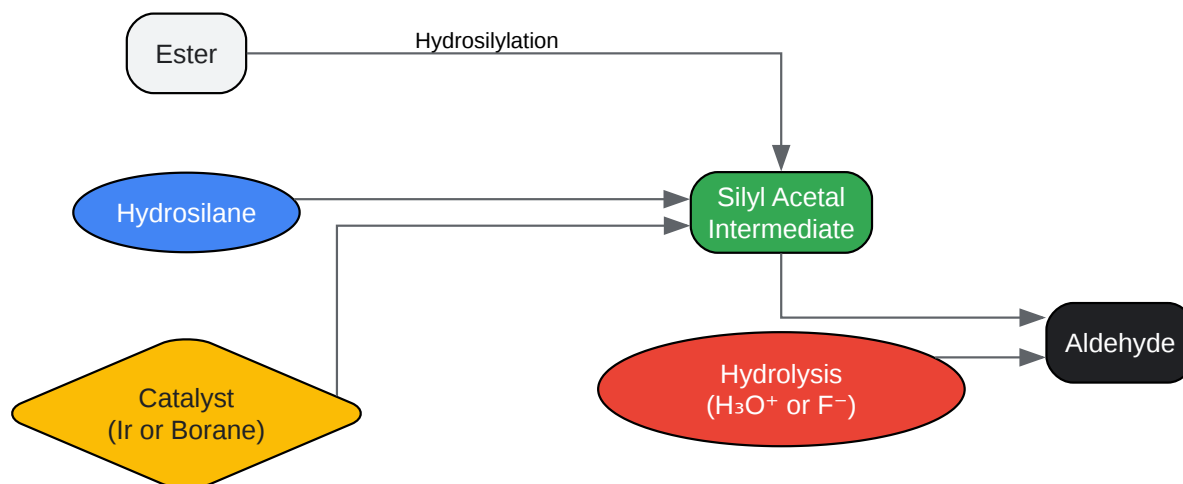 Ester
Hydrosilylation
Hydrosilane
Silyl Acetal
Intermediate
Catalyst
(Ir or Borane)
Hydrolysis
(H₃O⁺ or F⁻)
Aldehyde